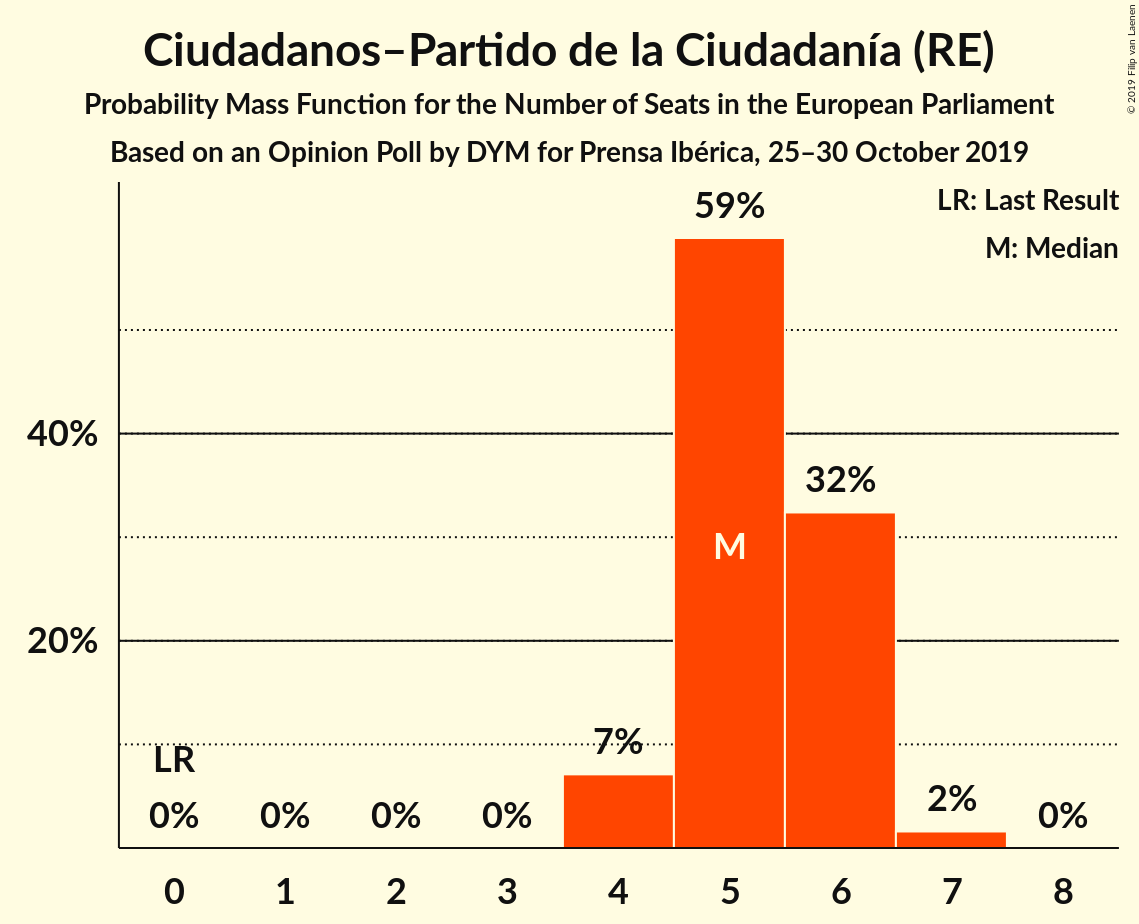 Ciudadanos–Partido de la Ciudadanía (RE)
Probability Mass Function for the Number of Seats in the European Parliament
Based on an Opinion Poll by DYM for Prensa Ibérica, 25–30 October 2019
© 2019 Filip van Laenen
LR: Last Result
M: Median
59%
40%
32%
M
20%
7%
LR
2%
0% 0% 0% 0% 0%
0 1 2 3 4 5 6 7 8